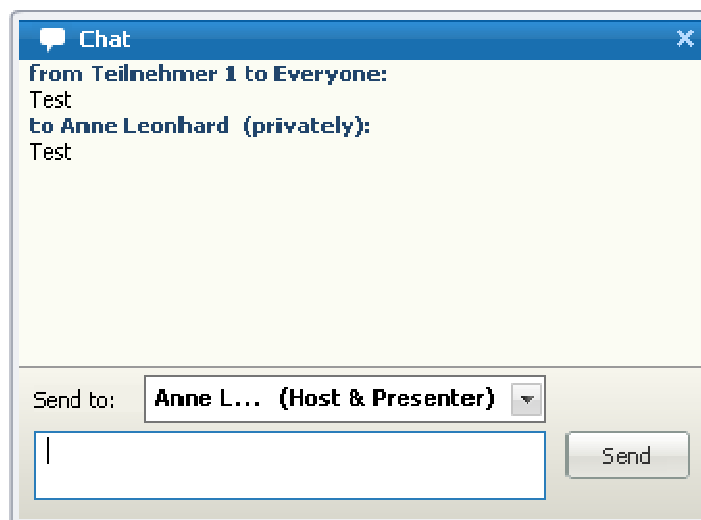 Chat
from Teilnehmer 1 to Everyone:
Test
to Anne Leonhard (privately):
Test
Send to: Anne L... (Host & Presenter)
Send